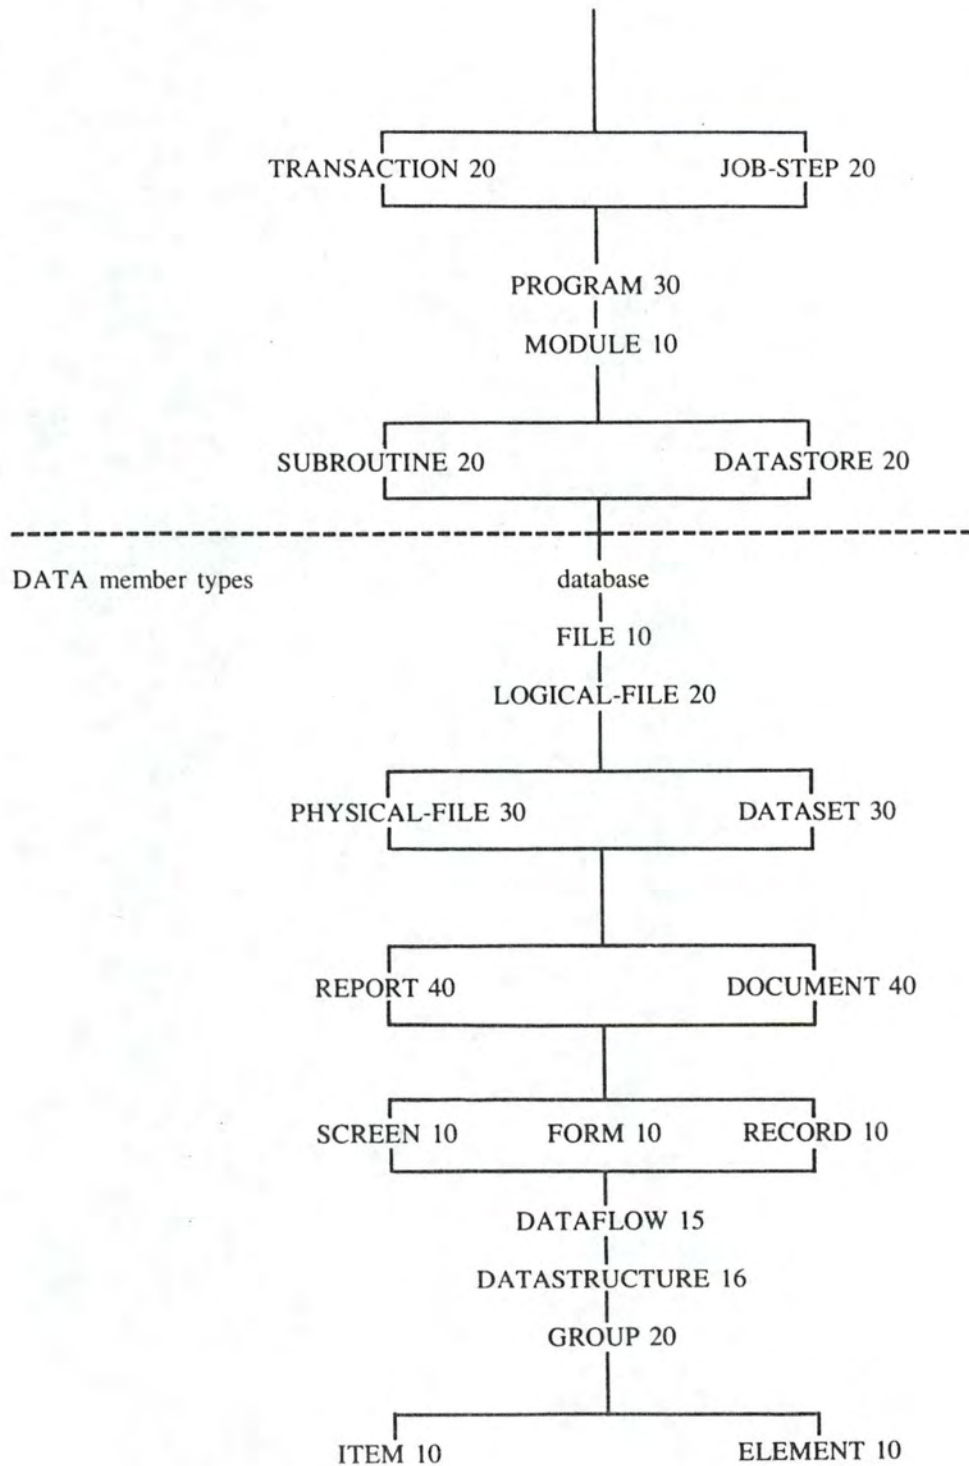 TRANSACTION 20 JOB-STEP 20
PROGRAM 30
MODULE 10
SUBROUTINE 20 DATASTORE 20
DATA member types database
FILE 10
LOGICAL-FILE 20
PHYSICAL-FILE 30 DATASET 30
REPORT 40 DOCUMENT 40
SCREEN 10 FORM 10 RECORD 10
DATAFLOW 15
DATASTRUCTURE 16
GROUP 20
ITEM 10 ELEMENT 10